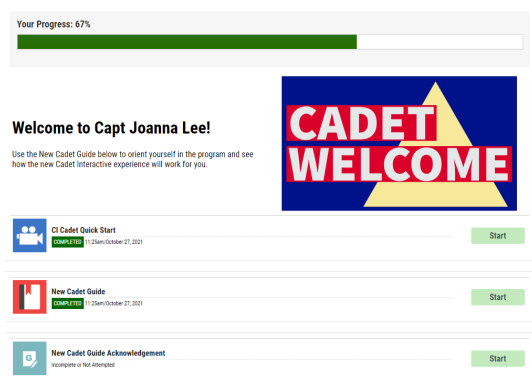 Your Progress: 67%
CADET
WELCOME
Welcome to Capt Joanna Lee!
Use the New Cadet Guide below to orient yourself in the program and see
how the new Cadet Interactive experience will work for you.
CI Cadet Quick Start
Start
COMPLETED 11:25am/October 27, 2021
New Cadet Guide
Start
COMPLETED 11:25am/October 27, 2021
New Cadet Guide Acknowledgement
G
Start
Incomplete or Not Attempted